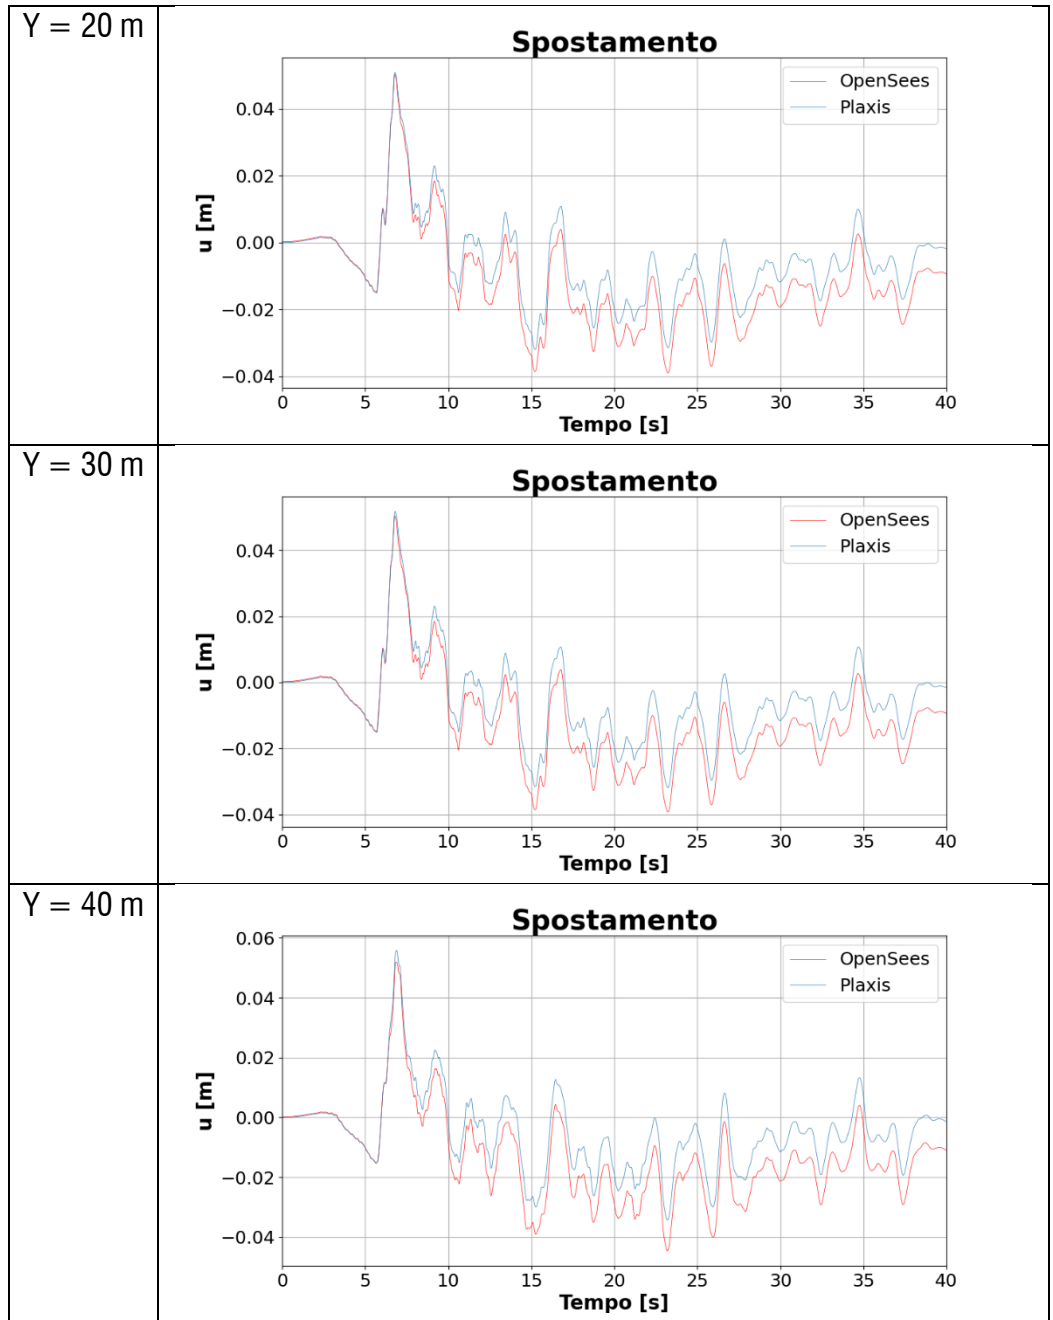 Y = 20 m
Spostamento
OpenSees
Plaxis
u [m]
0.04
0.02
0.00
−0.02
−0.04
0 5 10 15 20 25 30 35 40
Tempo [s]
Y = 30 m
Spostamento
OpenSees
Plaxis
u [m]
0.04
0.02
0.00
−0.02
−0.04
0 5 10 15 20 25 30 35 40
Tempo [s]
Y = 40 m
Spostamento
OpenSees
Plaxis
u [m]
0.06
0.04
0.02
0.00
−0.02
−0.04
0 5 10 15 20 25 30 35 40
Tempo [s]